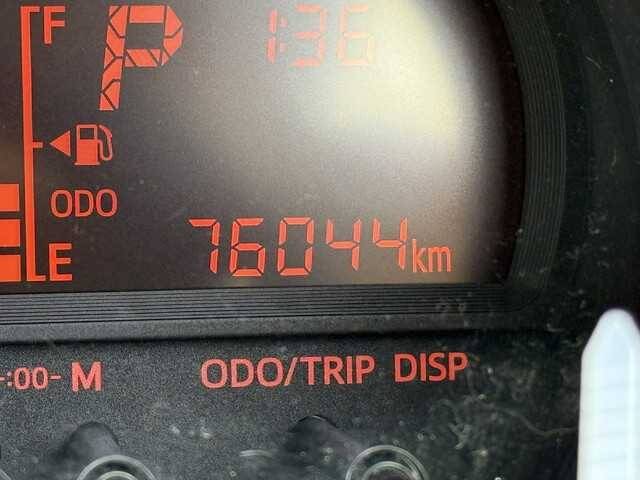 F
P 1:36
ODO
E 76044km
-:00- M ODO/TRIP DISP